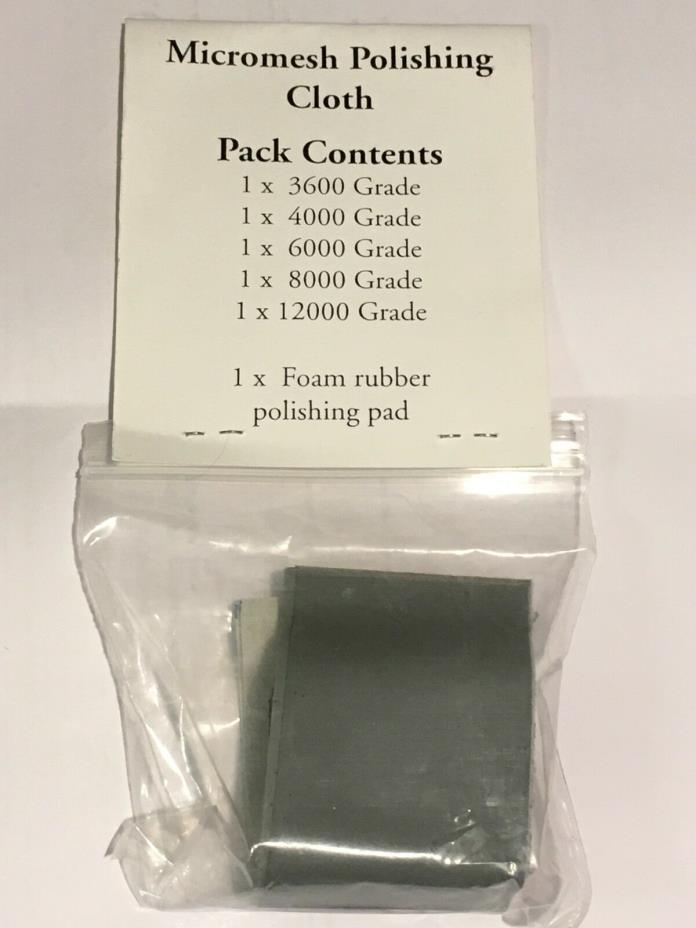 Micromesh Polishing
Cloth
Pack Contents
1 x 3600 Grade
1 x 4000 Grade
1 x 6000 Grade
1 x 8000 Grade
1 x 12000 Grade
1 x Foam rubber
polishing pad